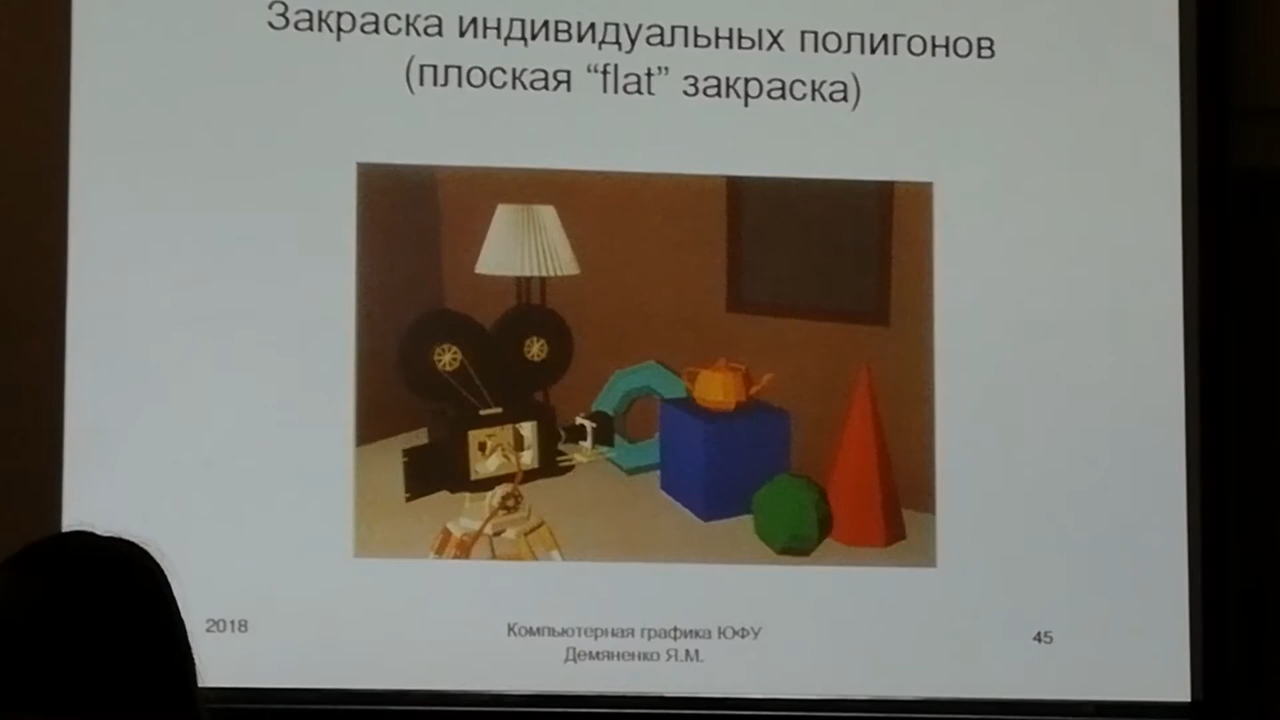 Закраска индивидуальных полигонов
(плоская “flat” закраска)
2018
Компьютерная графика ЮФУ
Демяненко Я.М.
45